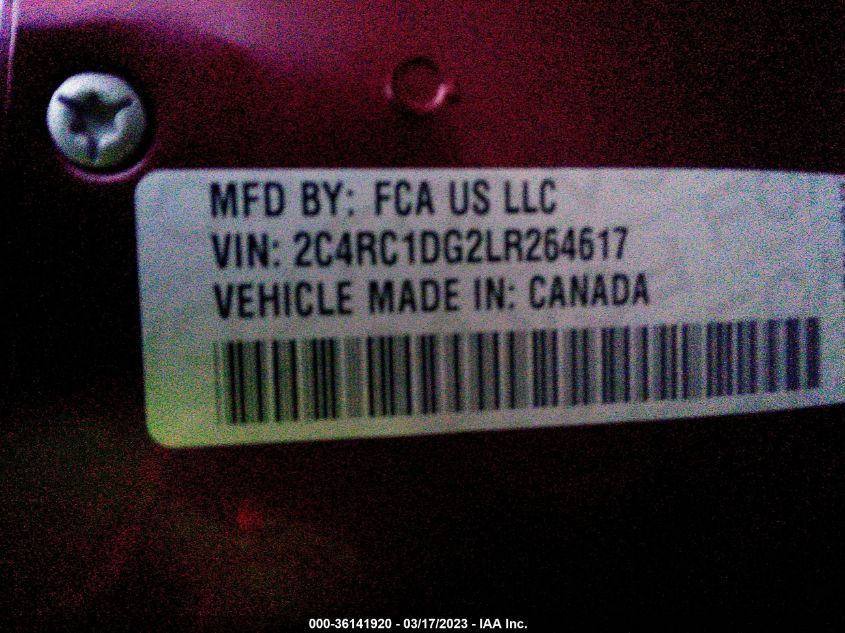 MFD BY: FCA US LLC
VIN: 2C4RC1DG2LR264617
VEHICLE MADE IN: CANADA
000-36141920 - 03/17/2023 - IAA Inc.